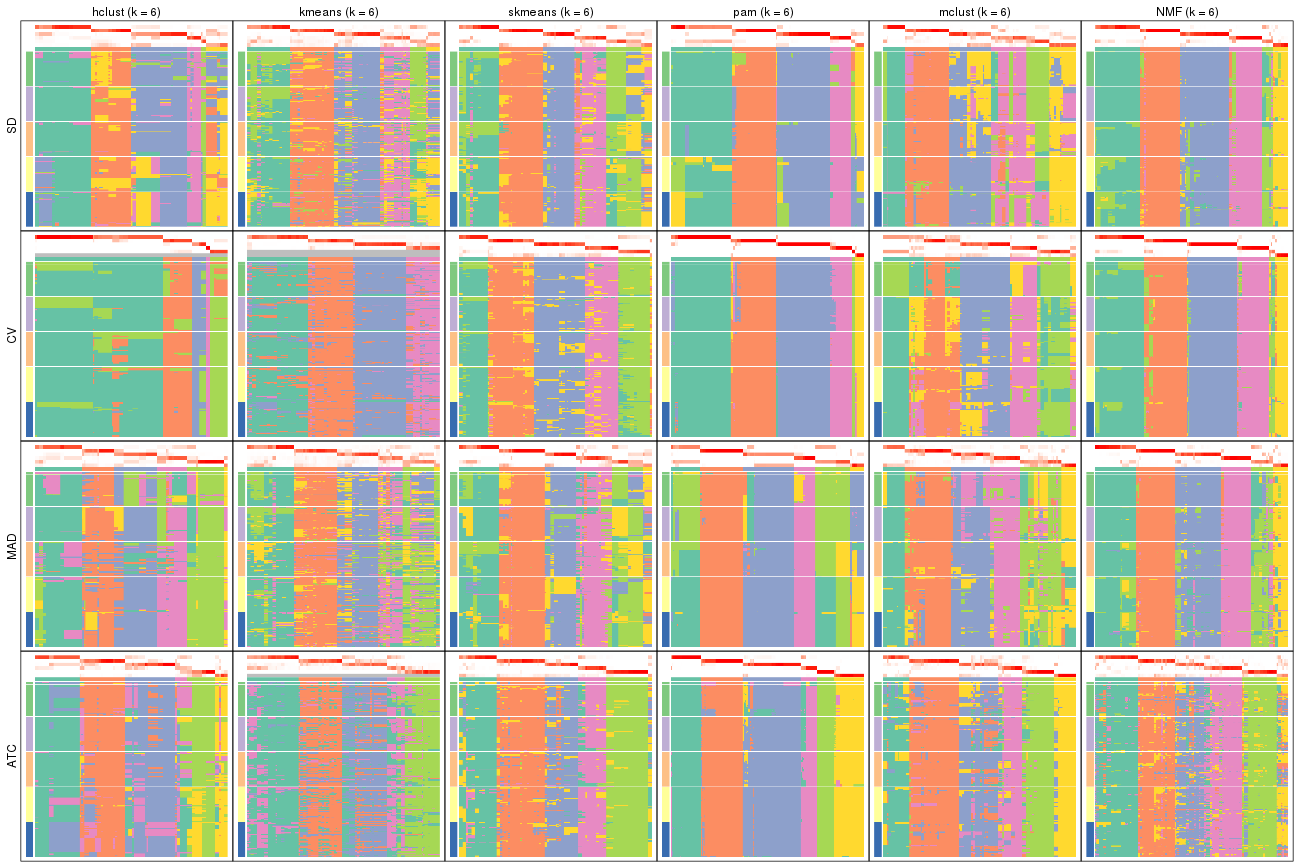 hclust (k = 6) kmeans (k = 6) skmeans (k = 6) pam (k = 6) mclust (k = 6) NMF (k = 6)
SD
CV
MAD
ATC